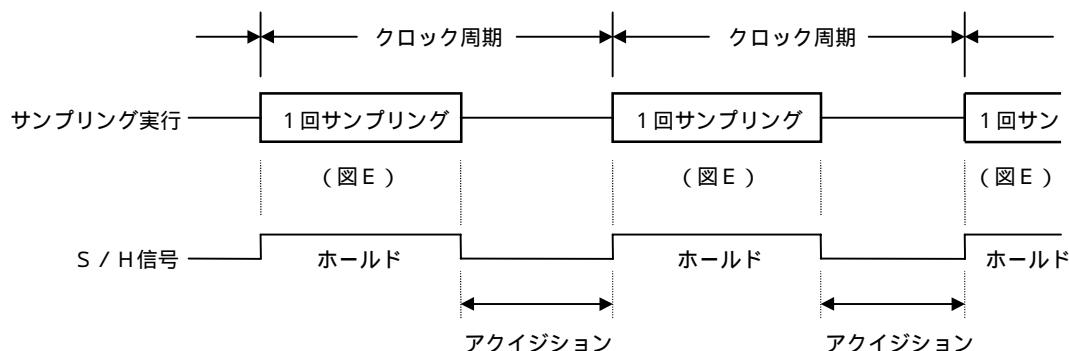 クロック周期 クロック周期
サンプリング実行 1回サンプリング 1回サンプリング 1回サン
(図E) (図E) (図E)
S/H信号 ホールド ホールド ホールド
アクイジション アクイジション